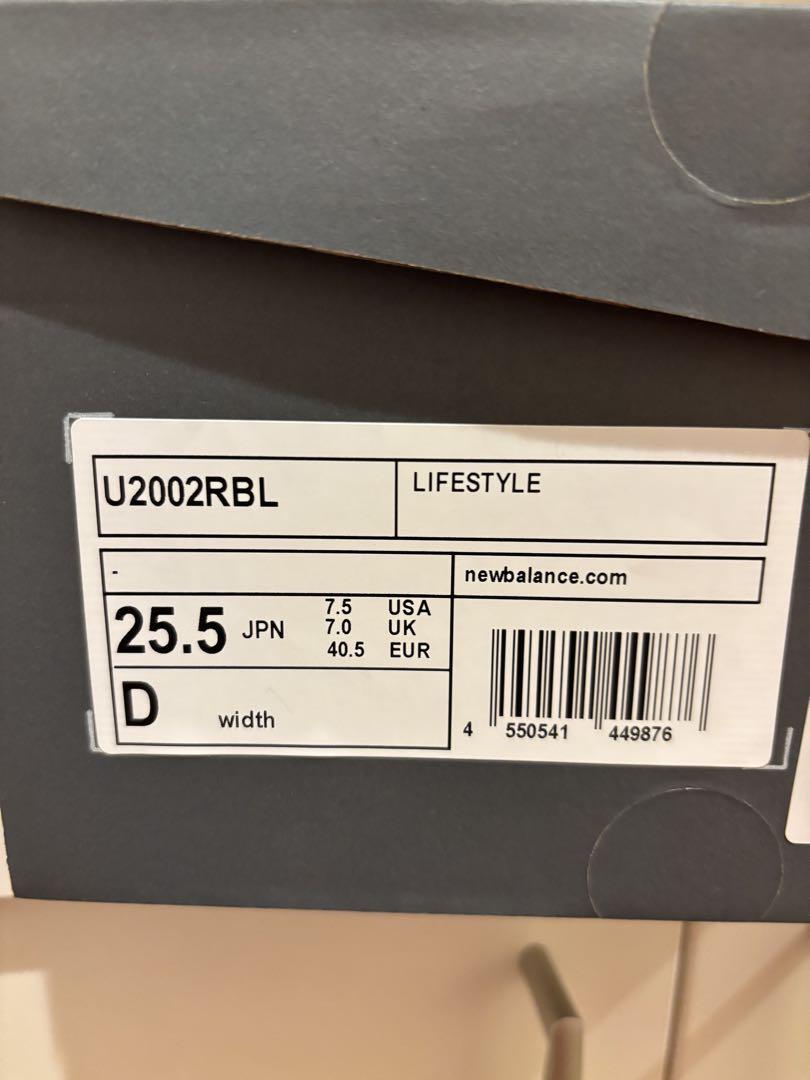 U2002RBL
LIFESTYLE
-
newbalance.com
25.5 JPN
7.5 USA
7.0 UK
40.5 EUR
D width
4 550541 449876